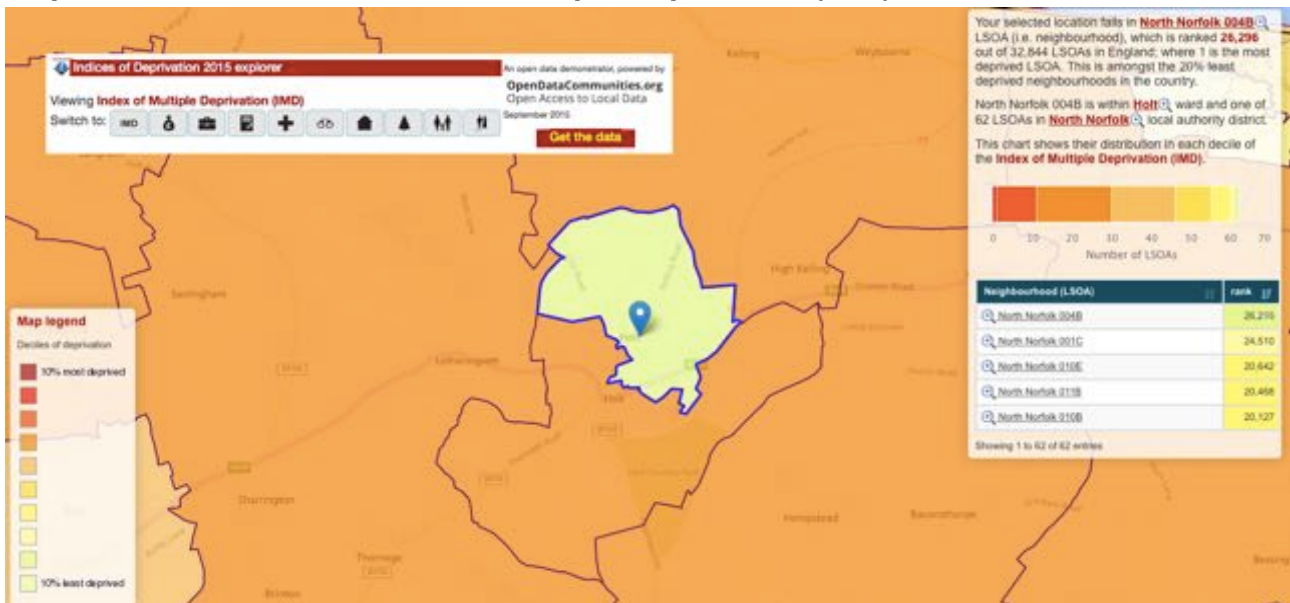 Indices of Deprivation 2015 explorer
Viewing Index of Multiple Deprivation (IMD)
Switch to:
IMD
An open data demonstrator, powered by
OpenDataCommunities.org
Open Access to Local Data
September 2015
Get the data
Your selected location falls in North Norfolk 004B
LSOA (i.e. neighbourhood), which is ranked 26,296
out of 32,844 LSOAs in England; where 1 is the most
deprived LSOA. This is amongst the 20% least
deprived neighbourhoods in the country.
North Norfolk 004B is within Holt ward and one of
62 LSOAs in North Norfolk local authority district.
This chart shows their distribution in each decile of
the Index of Multiple Deprivation (IMD).
0 10 20 30 40 50 60 70
Number of LSOAs
Neighbourhood (LSOA) rank
North Norfolk 004B
North Norfolk 001C 24,510
North Norfolk 010E 20,642
North Norfolk 011B 20,468
North Norfolk 010B 20,127
Showing 1 to 62 of 62 entries
Map legend
Deciles of deprivation
10% most deprived
10% least deprived
Kelling
Weybourne
High Kelling
Saxlingham
Letheringsett
Holt
Sharrington
Thornage
Brinton
Hempstead
Baconsthorpe